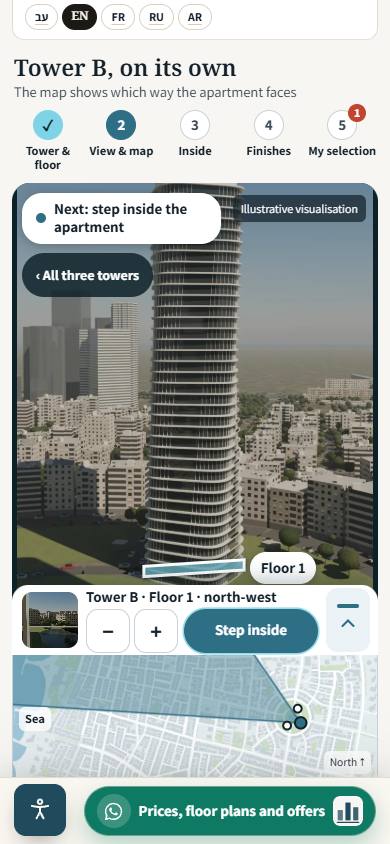 עב
EN
FR
RU
AR
Tower B, on its own
The map shows which way the apartment faces
✓ 2 3 4 5 1
Tower & floor
View & map
Inside
Finishes
My selection
Next: step inside the
apartment
Illustrative visualisation
‹ All three towers
Floor 1
Tower B · Floor 1 · north-west
− + Step inside
Sea
North ↑
Prices, floor plans and offers